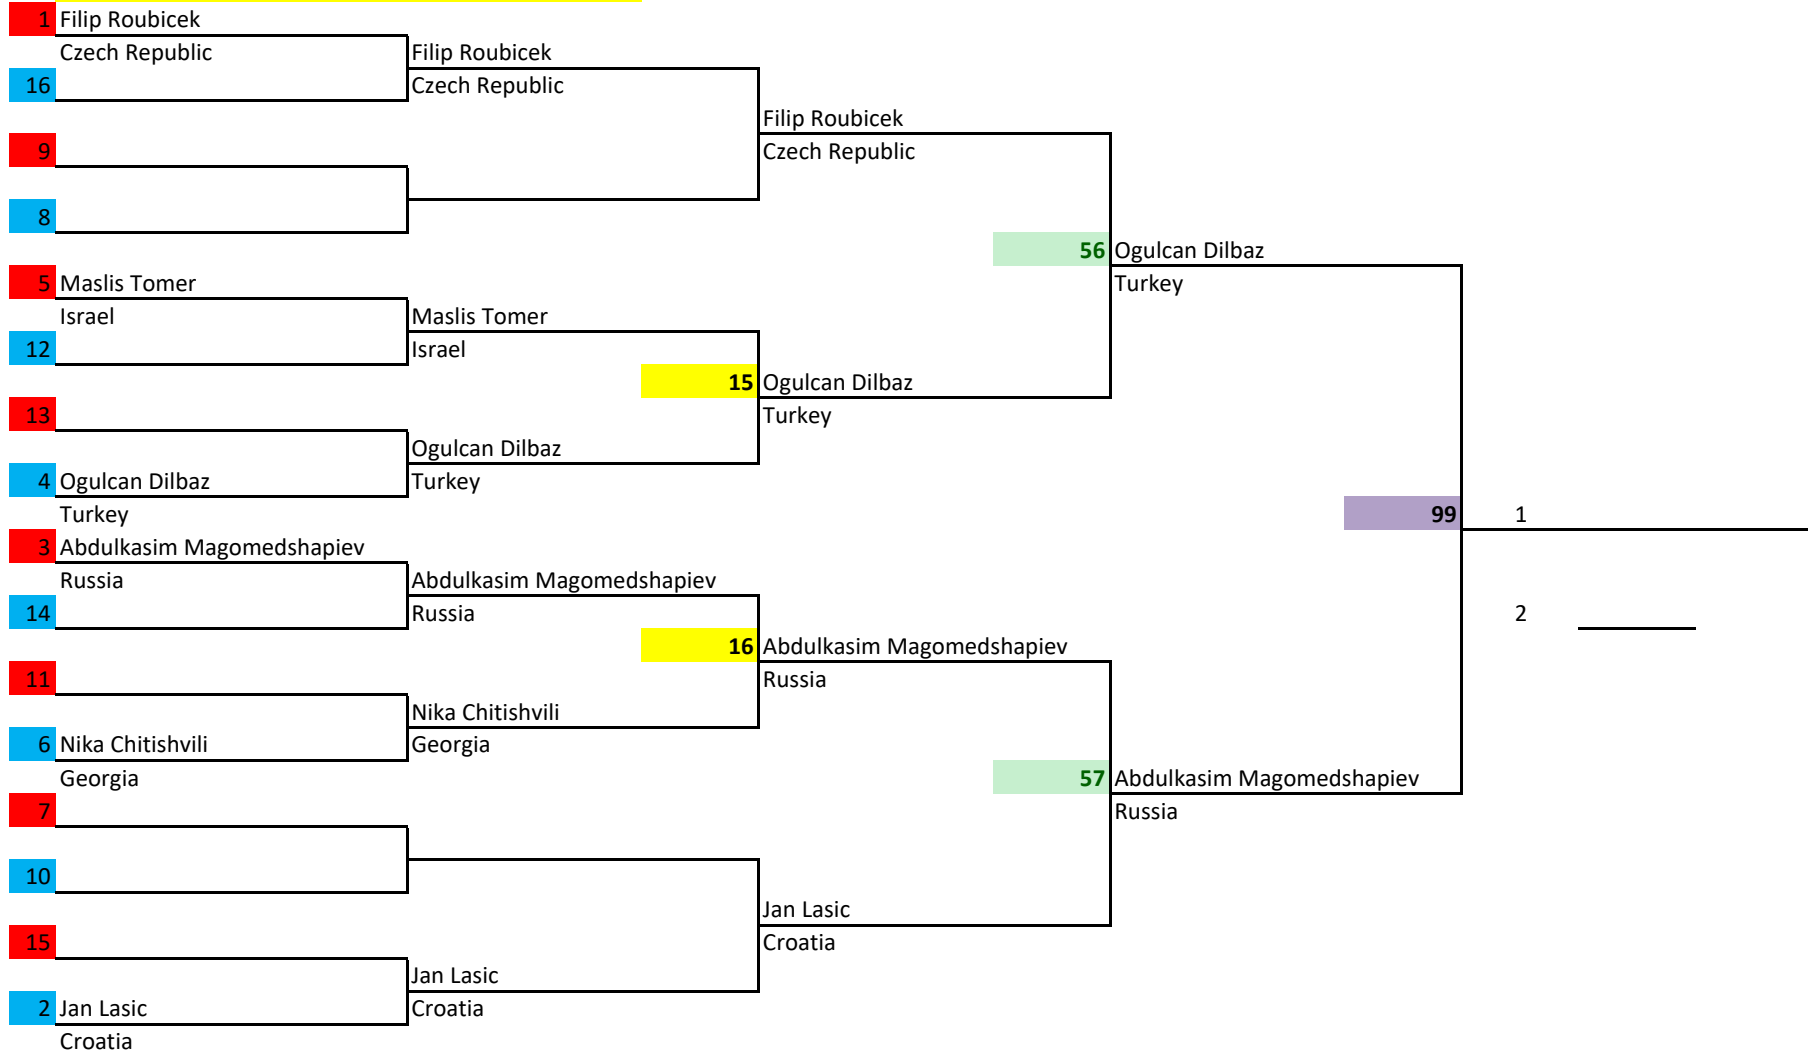 1 Filip Roubicek
Czech Republic
Filip Roubicek
16
Czech Republic
Filip Roubicek
9
Czech Republic
8
56 Ogulcan Dilbaz
5 Maslis Tomer
Turkey
Israel
Maslis Tomer
12
Israel
15 Ogulcan Dilbaz
13
Turkey
Ogulcan Dilbaz
4 Ogulcan Dilbaz
Turkey
Turkey
99 1
3 Abdulkasim Magomedshapiev
Russia
Abdulkasim Magomedshapiev
14
Russia
2
16 Abdulkasim Magomedshapiev
11
Russia
Nika Chitishvili
6 Nika Chitishvili
Georgia
Georgia
57 Abdulkasim Magomedshapiev
7
Russia
10
Jan Lasic
15
Croatia
Jan Lasic
2 Jan Lasic
Croatia
Croatia